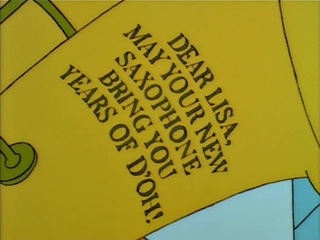 DEAR LISA,
MAY YOUR NEW
SAXOPHONE
BRING YOU
YEARS OF D'OH!